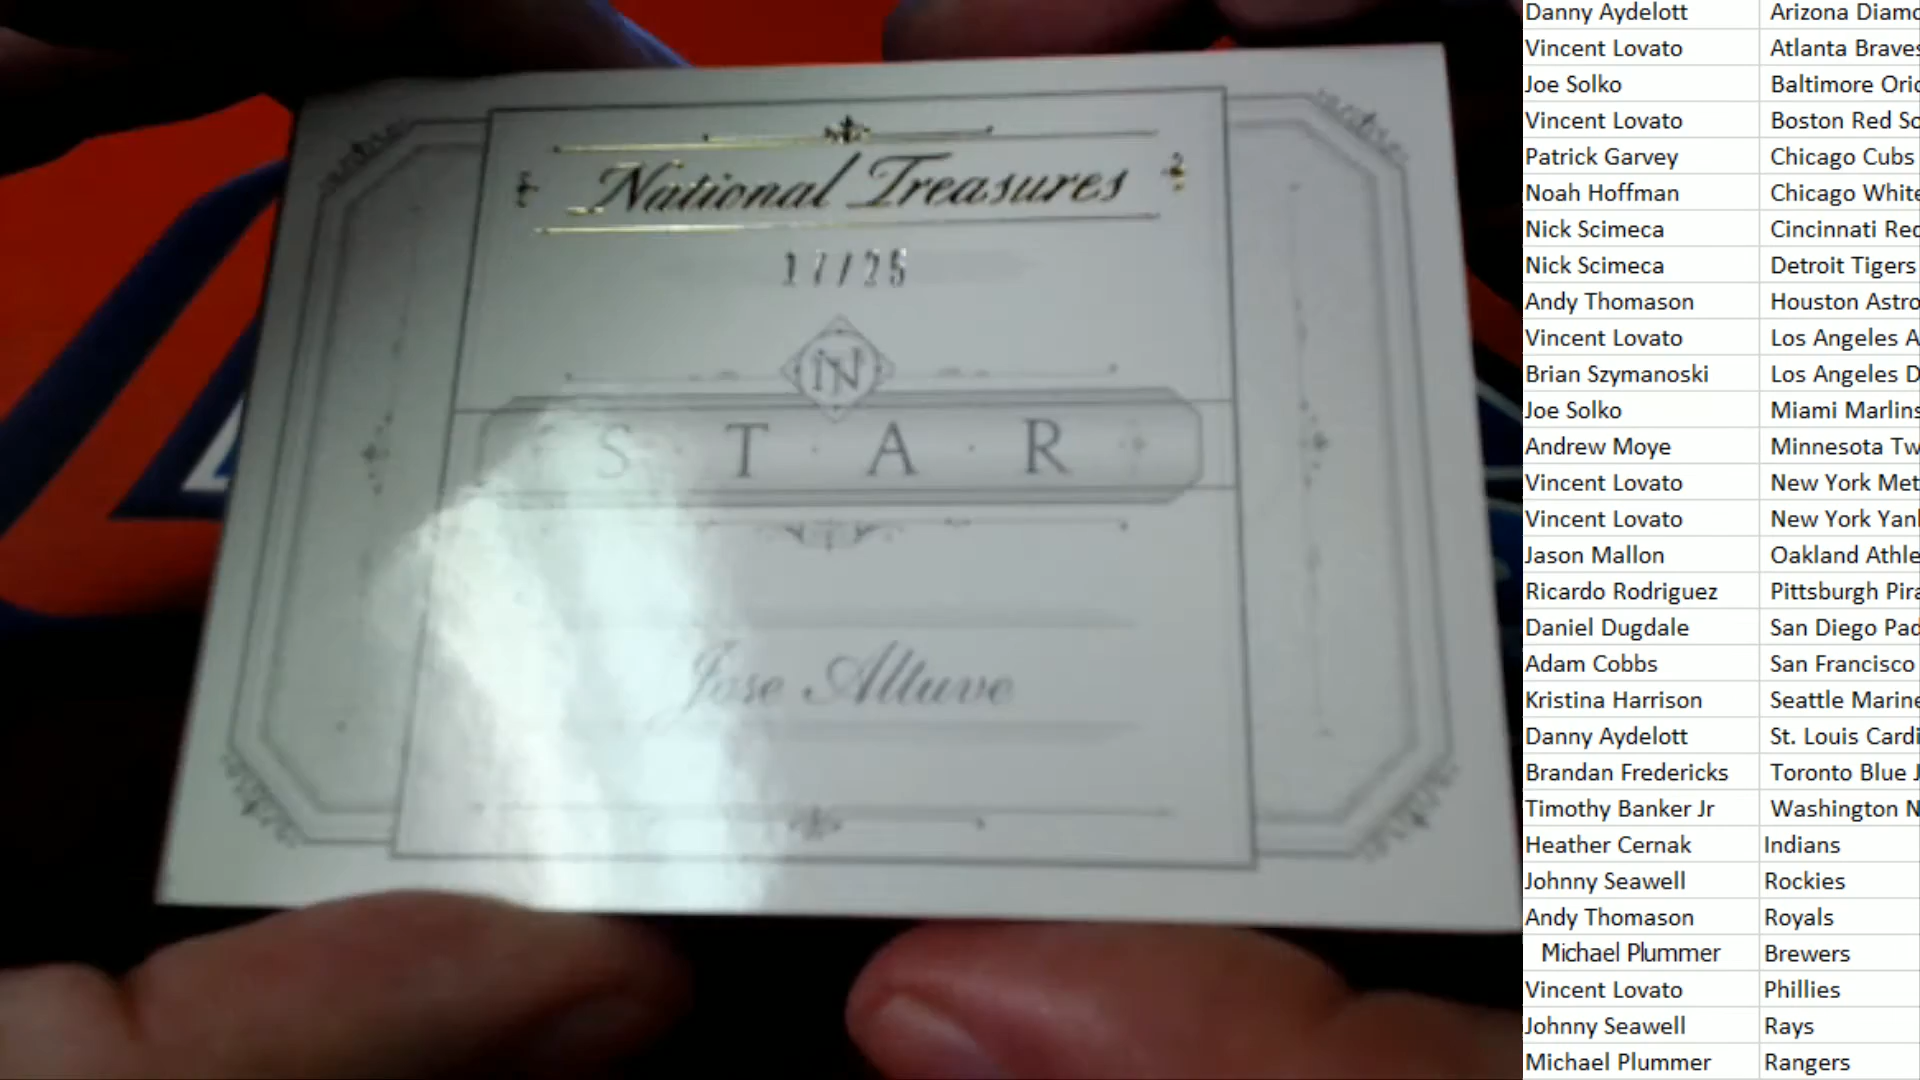 National Treasures
17/25
N
S · T · A · R
Jose Altuve
Danny Aydelott Arizona Diamo
Vincent Lovato Atlanta Braves
Joe Solko Baltimore Orio
Vincent Lovato Boston Red So
Patrick Garvey Chicago Cubs
Noah Hoffman Chicago White
Nick Scimeca Cincinnati Red
Nick Scimeca Detroit Tigers
Andy Thomason Houston Astro
Vincent Lovato Los Angeles A
Brian Szymanoski Los Angeles D
Joe Solko Miami Marlins
Andrew Moye Minnesota Tw
Vincent Lovato New York Met
Vincent Lovato New York Yan
Jason Mallon Oakland Athle
Ricardo Rodriguez Pittsburgh Pira
Daniel Dugdale San Diego Pad
Adam Cobbs San Francisco
Kristina Harrison Seattle Marine
Danny Aydelott St. Louis Cardi
Brandan Fredericks Toronto Blue J
Timothy Banker Jr Washington N
Heather Cernak Indians
Johnny Seawell Rockies
Andy Thomason Royals
Michael Plummer Brewers
Vincent Lovato Phillies
Johnny Seawell Rays
Michael Plummer Rangers